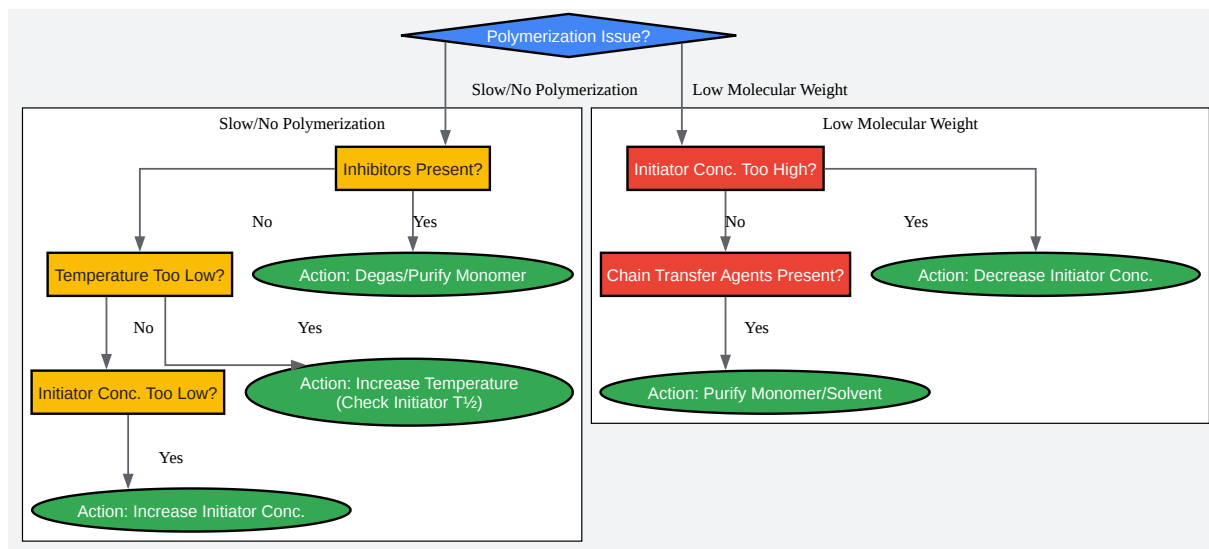 Polymerization Issue?
Slow/No Polymerization
Low Molecular Weight
Slow/No Polymerization
Low Molecular Weight
Inhibitors Present?
Initiator Conc. Too High?
No
Yes
No
Yes
Temperature Too Low?
Action: Degas/Purify Monomer
Chain Transfer Agents Present?
Action: Decrease Initiator Conc.
No
Yes
Yes
Initiator Conc. Too Low?
Action: Increase Temperature
(Check Initiator T½)
Action: Purify Monomer/Solvent
Yes
Action: Increase Initiator Conc.